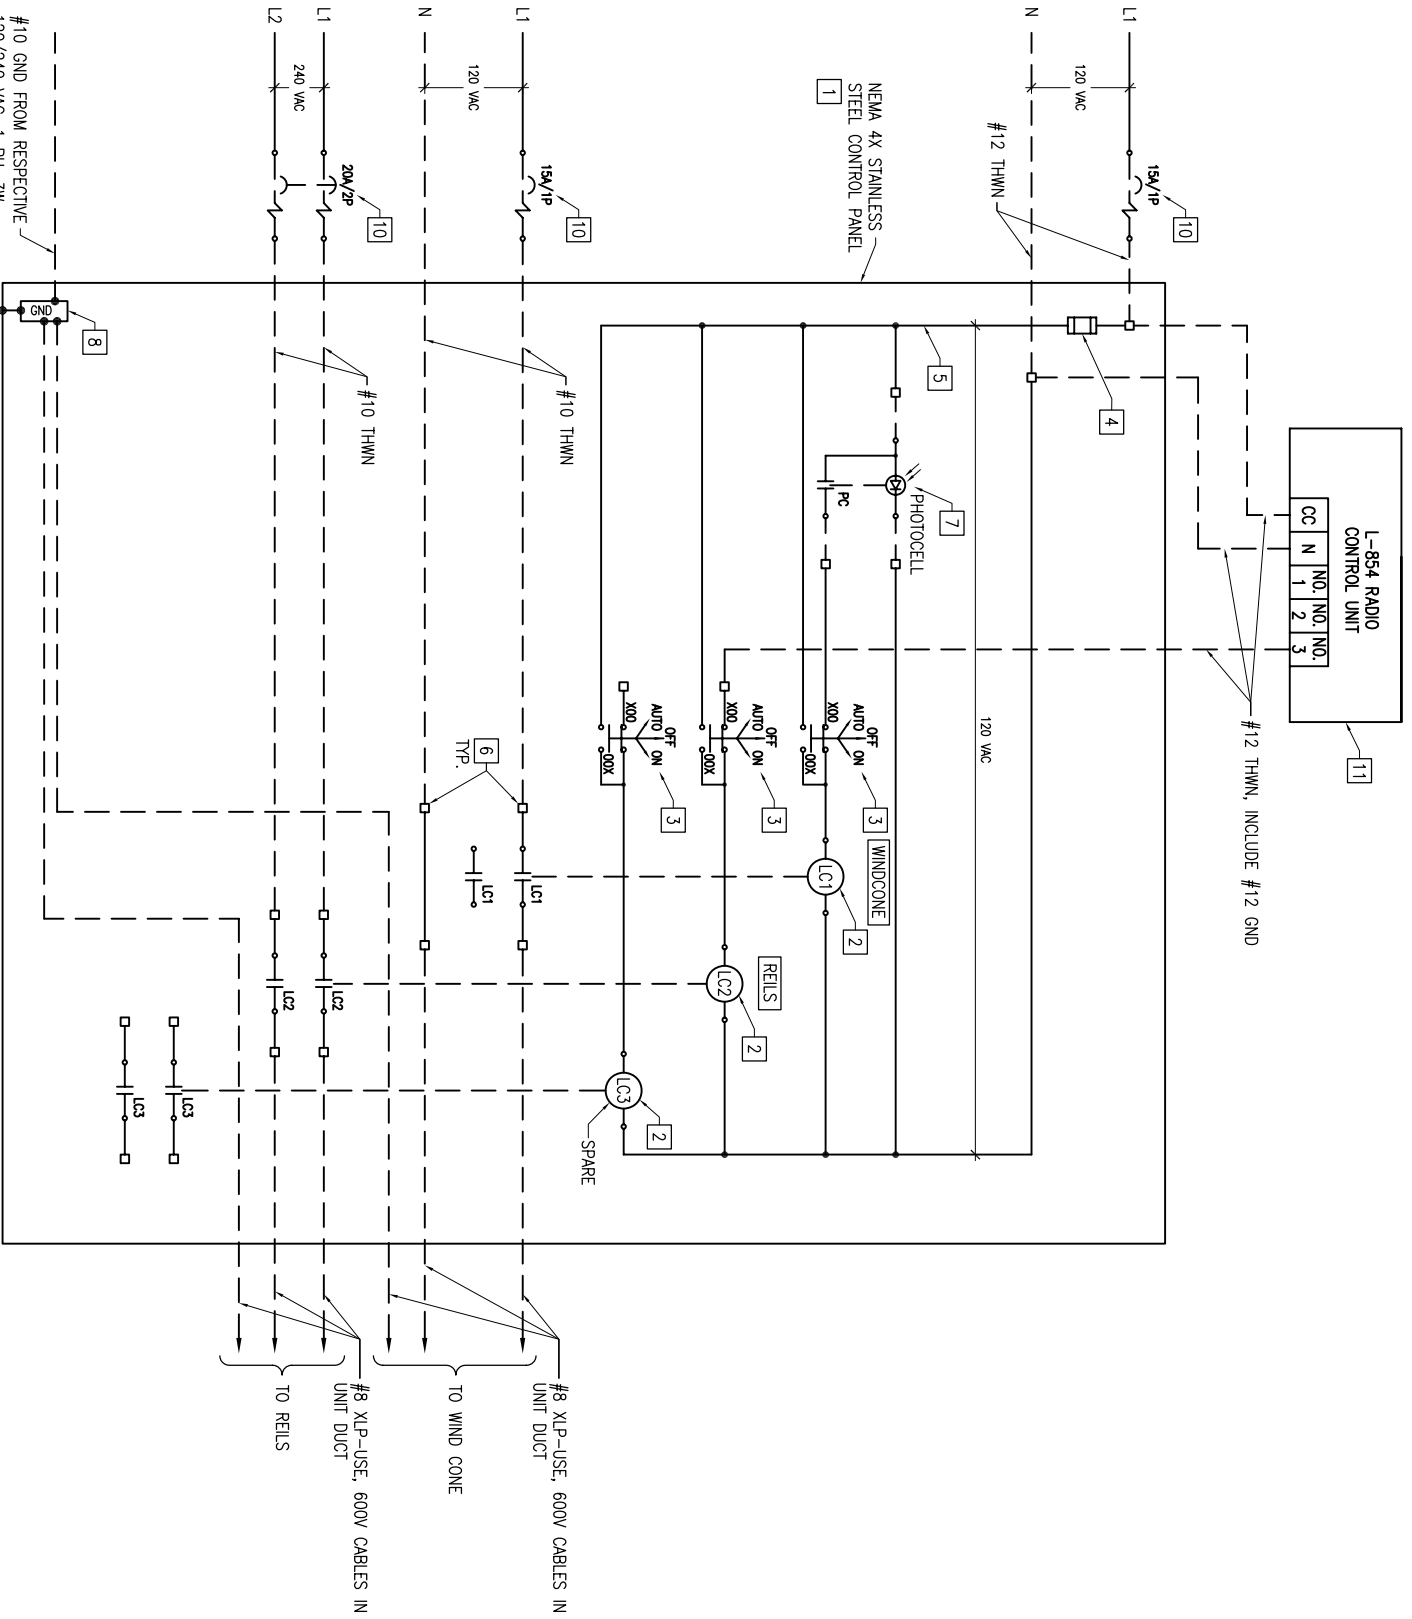 L-854 RADIO
CONTROL UNIT
CC
N
NO.
1
NO.
2
NO.
3
11
#12 THWN, INCLUDE #12 GND
L1
15A/1P
10
120 VAC
N
#12 THWN
4
120 VAC
NEMA 4X STAINLESS
STEEL CONTROL PANEL
1
5
7
PHOTOCELL
PC
AUTO
OFF
ON
XOO
OOX
3
WINDCONE
LC1
2
AUTO
OFF
ON
XOO
OOX
3
REILS
LC2
2
AUTO
OFF
ON
XOO
OOX
3
LC3
2
SPARE
L1
15A/1P
10
120 VAC
N
#10 THWN
6
TYP.
LC1
LC1
#8 XLP-USE, 600V CABLES IN
UNIT DUCT
TO WIND CONE
L1
20A/2P
10
240 VAC
L2
#10 THWN
LC2
LC2
#8 XLP-USE, 600V CABLES IN
UNIT DUCT
TO REILS
LC3
LC3
GND
8
#10 GND FROM RESPECTIVE